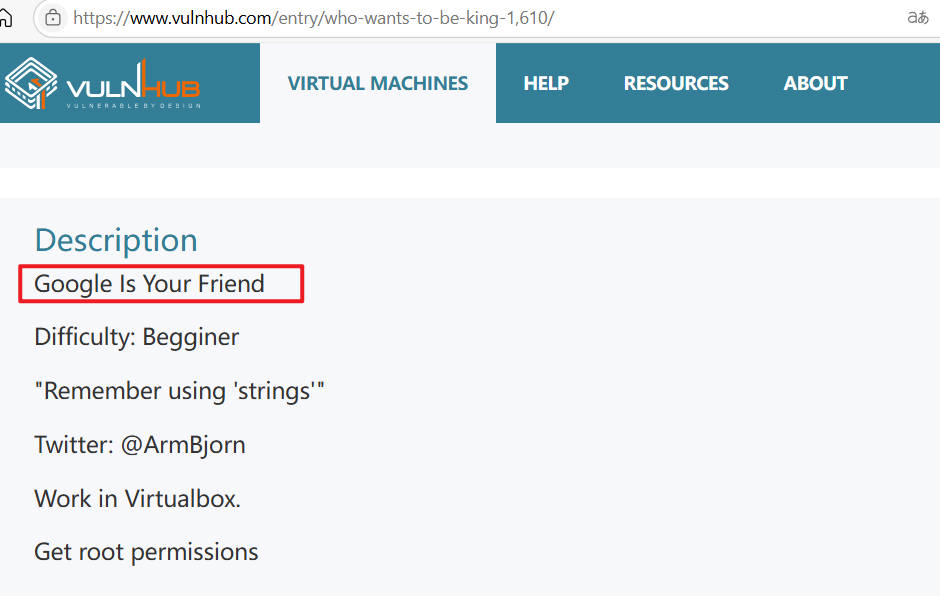 https://www.vulnhub.com/entry/who-wants-to-be-king-1,610/
aあ
VULNHUB
VULNERABLE BY DESIGN
VIRTUAL MACHINES
HELP
RESOURCES
ABOUT
Description
Google Is Your Friend
Difficulty: Begginer
"Remember using 'strings'"
Twitter: @ArmBjorn
Work in Virtualbox.
Get root permissions